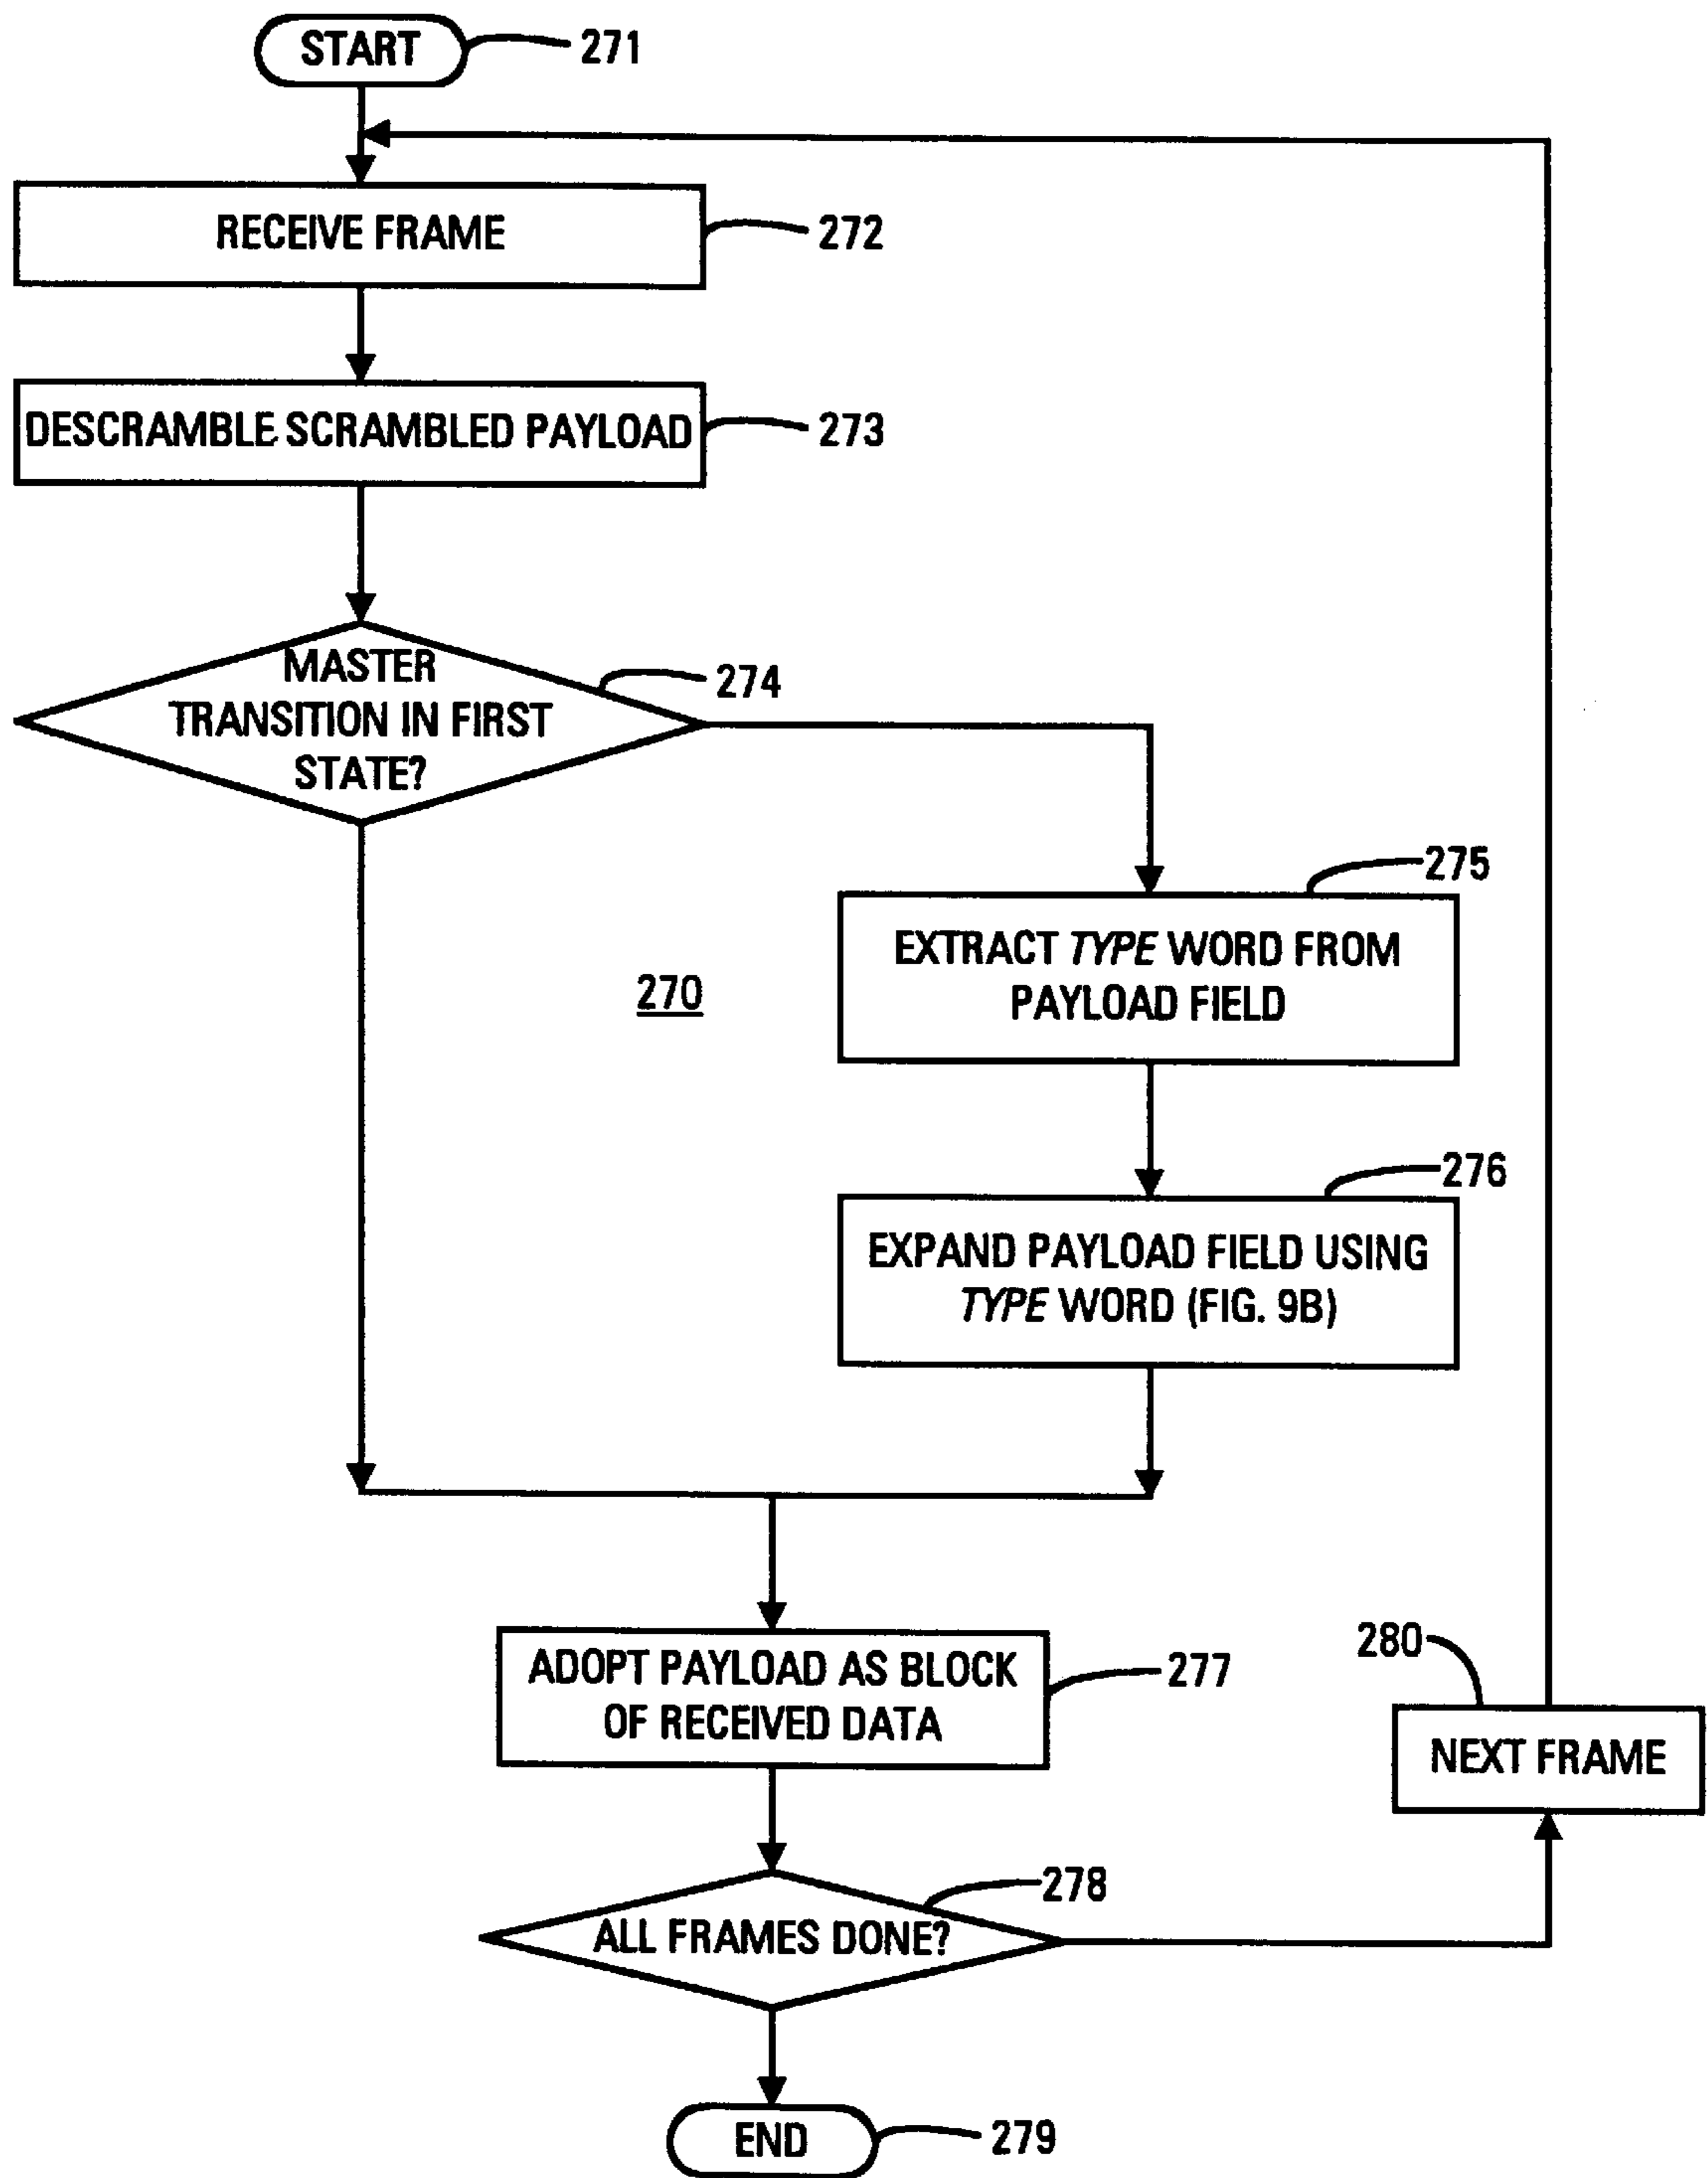 START
271
RECEIVE FRAME
272
DESCRAMBLE SCRAMBLED PAYLOAD
273
MASTER
TRANSITION IN FIRST
STATE?
274
275
EXTRACT TYPE WORD FROM
PAYLOAD FIELD
270
276
EXPAND PAYLOAD FIELD USING
TYPE WORD (FIG. 9B)
ADOPT PAYLOAD AS BLOCK
OF RECEIVED DATA
277
280
NEXT FRAME
278
ALL FRAMES DONE?
END
279